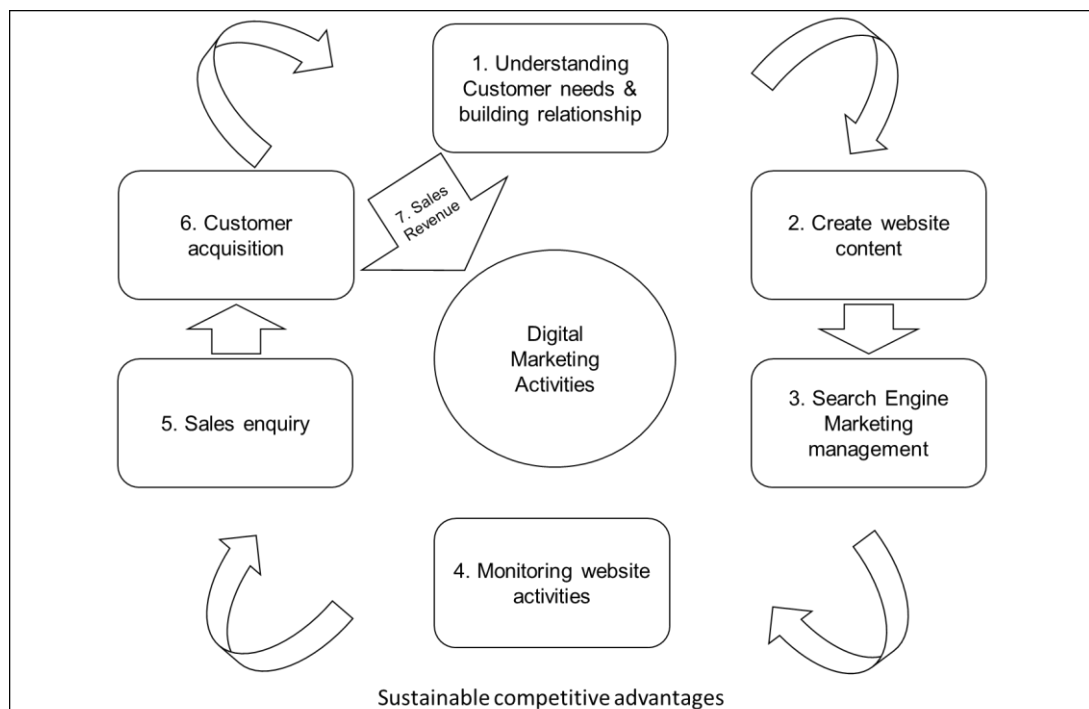 1. Understanding
Customer needs &
building relationship
2. Create website
content
3. Search Engine
Marketing
management
4. Monitoring website
activities
5. Sales enquiry
6. Customer
acquisition
7. Sales
Revenue
Digital
Marketing
Activities
Sustainable competitive advantages